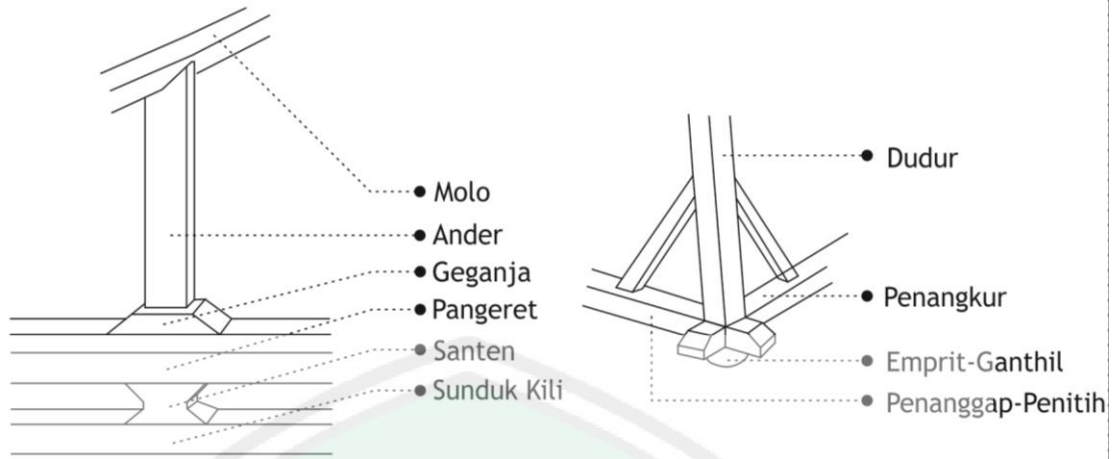 Molo
Ander
Geganja
Pangeret
Santen
Sunduk Kili
Dudur
Penangkur
Emprit-Ganthil
Penanggap-Penitih